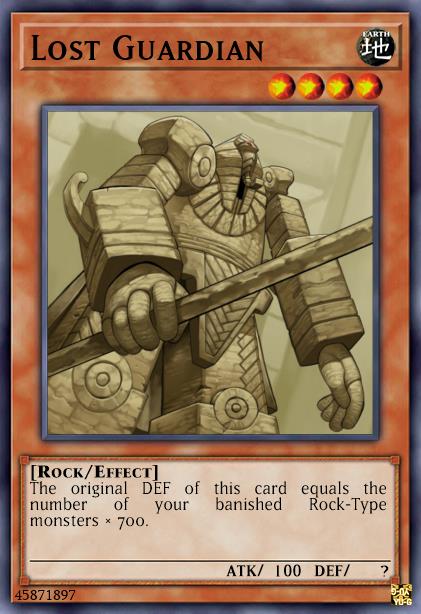 Lost Guardian
EARTH
地
[Rock/Effect]
The original DEF of this card equals the
number of your banished Rock-Type
monsters × 700.
ATK/ 100 DEF/ ?
45871897